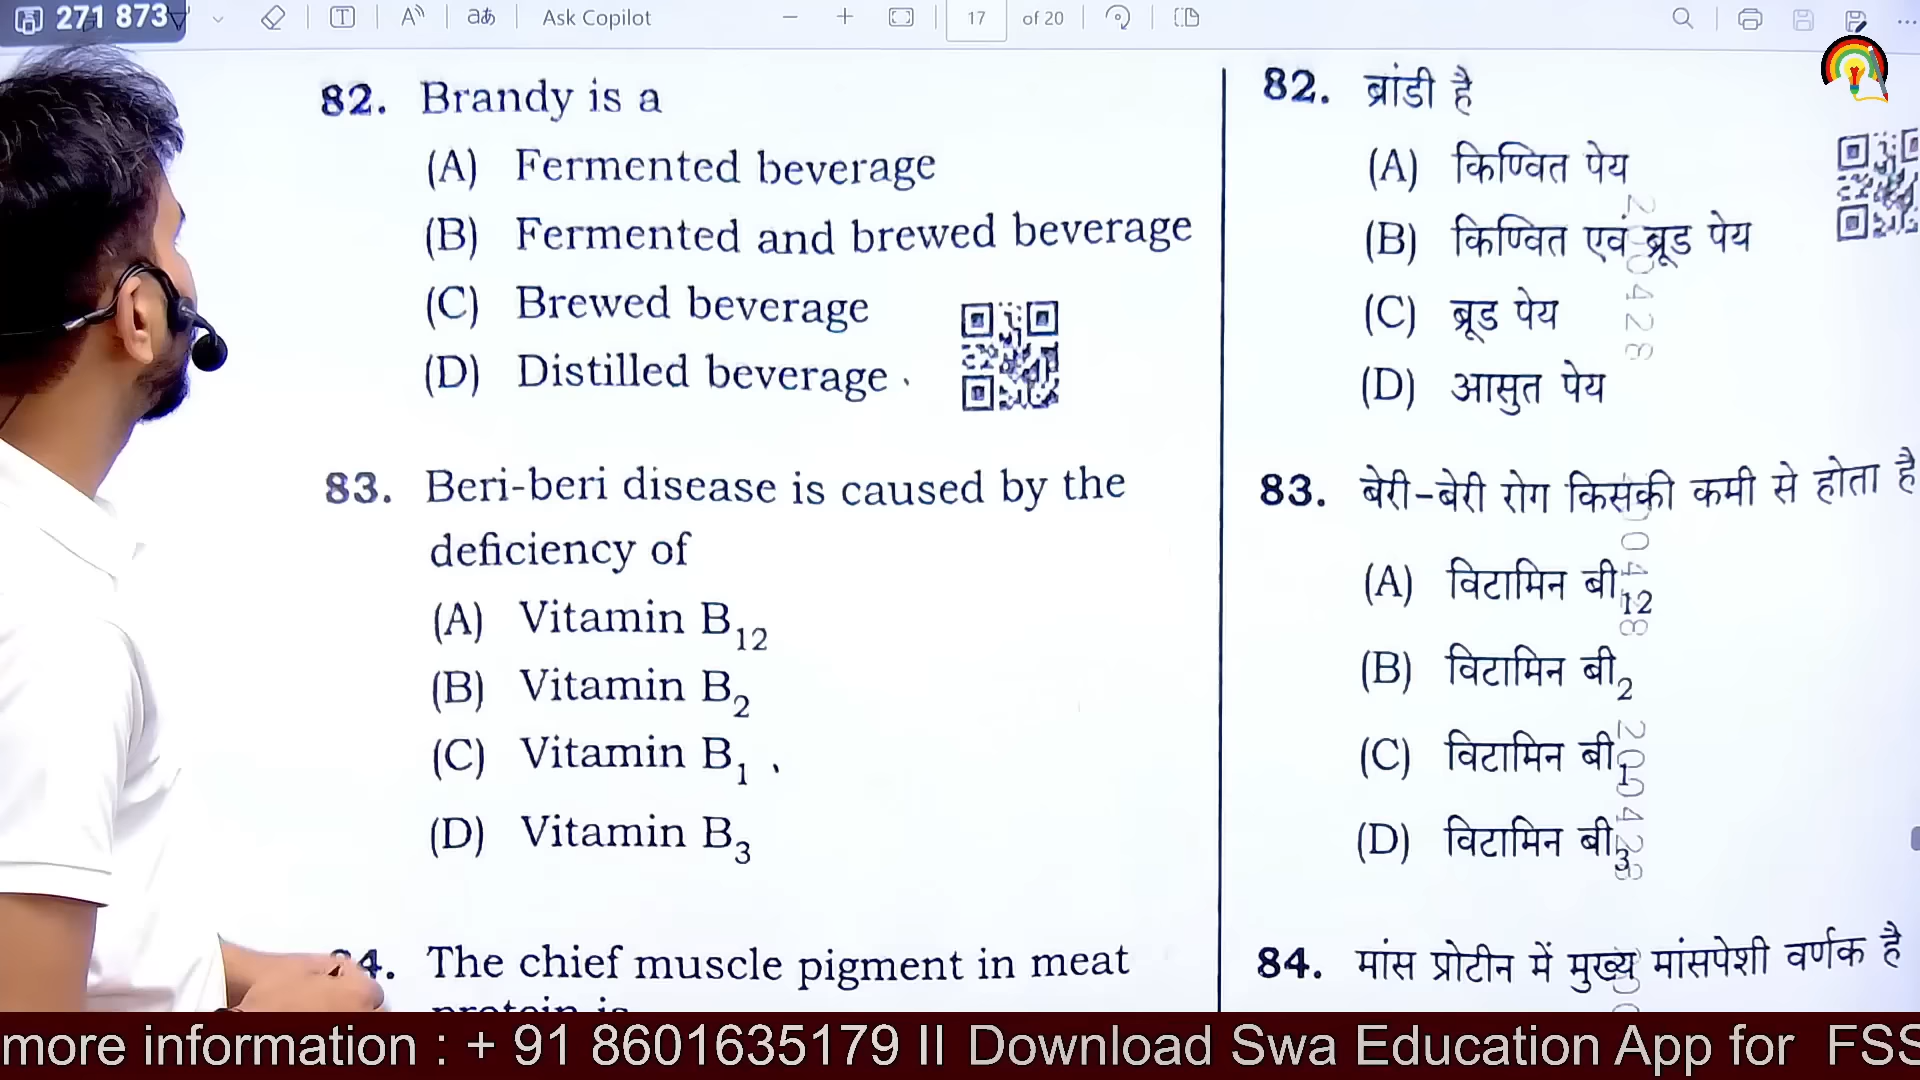 271 873
Ask Copilot
17 of 20
82. Brandy is a
(A) Fermented beverage
(B) Fermented and brewed beverage
(C) Brewed beverage
(D) Distilled beverage
83. Beri-beri disease is caused by the
deficiency of
(A) Vitamin B12
(B) Vitamin B2
(C) Vitamin B1
(D) Vitamin B3
84. The chief muscle pigment in meat
protein is
82. ब्रांडी है
(A) किण्वित पेय
(B) किण्वित एवं ब्रूड पेय
(C) ब्रूड पेय
(D) आसुत पेय
83. बेरी-बेरी रोग किसकी कमी से होता है
(A) विटामिन बी12
(B) विटामिन बी2
(C) विटामिन बी1
(D) विटामिन बी3
84. मांस प्रोटीन में मुख्य मांसपेशी वर्णक है
more information : + 91 8601635179 II Download Swa Education App for FSS